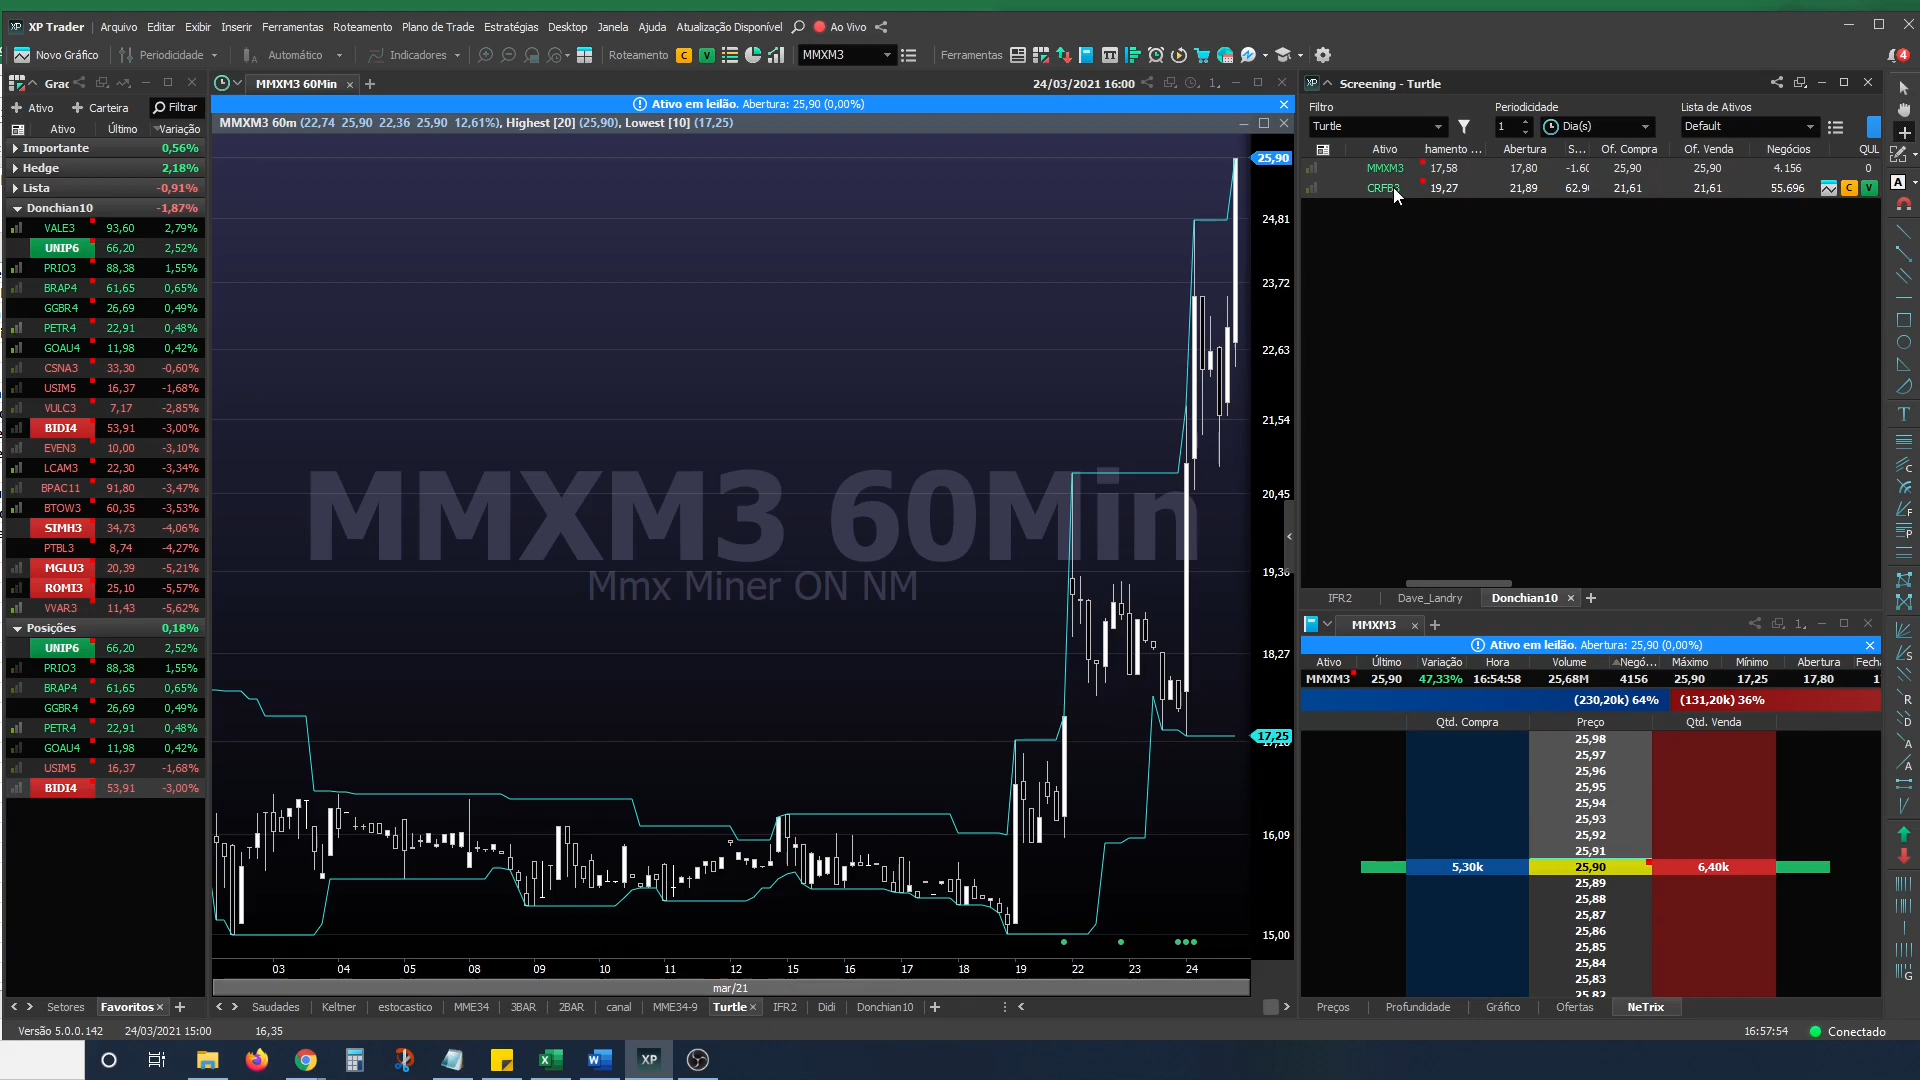 XP Trader Arquivo Editar Exibir Inserir Ferramentas Roteamento Plano de Trade Estratégias Desktop Janela Ajuda Atualização Disponível Ao Vivo
Novo Gráfico Periodicidade Automático Indicadores Roteamento C V MMXM3 Ferramentas 4
Grac
+ Ativo + Carteira Filtrar
Ativo Último Variação
Importante 0,56%
Hedge 2,18%
Lista -0,91%
Donchian10 -1,87%
VALE3 93,60 2,79%
UNIP6 66,20 2,52%
PRIO3 88,38 1,55%
BRAP4 61,65 0,65%
GGBR4 26,69 0,49%
PETR4 22,91 0,48%
GOAU4 11,98 0,42%
CSNA3 33,30 -0,60%
USIM5 16,37 -1,68%
VULC3 7,17 -2,85%
BIDI4 53,91 -3,00%
EVEN3 10,00 -3,10%
LCAM3 22,30 -3,34%
BPAC11 91,80 -3,47%
BTOW3 60,35 -3,53%
SIMH3 34,73 -4,06%
PTBL3 8,74 -4,27%
MGLU3 20,39 -5,21%
ROMI3 25,10 -5,57%
VVAR3 11,43 -5,62%
Posições 0,18%
UNIP6 66,20 2,52%
PRIO3 88,38 1,55%
BRAP4 61,65 0,65%
GGBR4 26,69 0,49%
PETR4 22,91 0,48%
GOAU4 11,98 0,42%
USIM5 16,37 -1,68%
BIDI4 53,91 -3,00%
Setores Favoritos
MMXM3 60Min 24/03/2021 16:00
Ativo em leilão. Abertura: 25,90 (0,00%)
MMXM3 60m (22,74 25,90 22,36 25,90 12,61%), Highest [20] (25,90), Lowest [10] (17,25)
MMXM3 60Min
Mmx Miner ON NM
25,90
24,81
23,72
22,63
21,54
20,45
19,36
18,27
17,25
16,09
15,00
03 04 05 08 09 10 11 12 15 16 17 18 19 22 23 24
mar/21
Saudades Keltner estocastico MME34 3BAR 2BAR canal MME34-9 Turtle IFR2 Didi Donchian10
Screening - Turtle
Filtro Periodicidade Lista de Ativos
Turtle 1 Dia(s) Default
Ativo hamento ... Abertura S... Of. Compra Of. Venda Negócios QUL
MMXM3 17,58 17,80 -1.60 25,90 25,90 4.156 0
CRFB3 19,27 21,89 62.90 21,61 21,61 55.696 C V
IFR2 Dave_Landry Donchian10
MMXM3
Ativo em leilão. Abertura: 25,90 (0,00%)
Ativo Último Variação Hora Volume Negó... Máximo Mínimo Abertura Fech
MMXM3 25,90 47,33% 16:54:58 25,68M 4156 25,90 17,25 17,80
(230,20k) 64% (131,20k) 36%
Qtd. Compra Preço Qtd. Venda
25,98
25,97
25,96
25,95
25,94
25,93
25,92
25,91
5,30k 25,90 6,40k
25,89
25,88
25,87
25,86
25,85
25,84
25,83
25,82
Preços Profundidade Gráfico Ofertas NeTrix
Versão 5.0.0.142 24/03/2021 15:00 16,35 16:57:54 Conectado